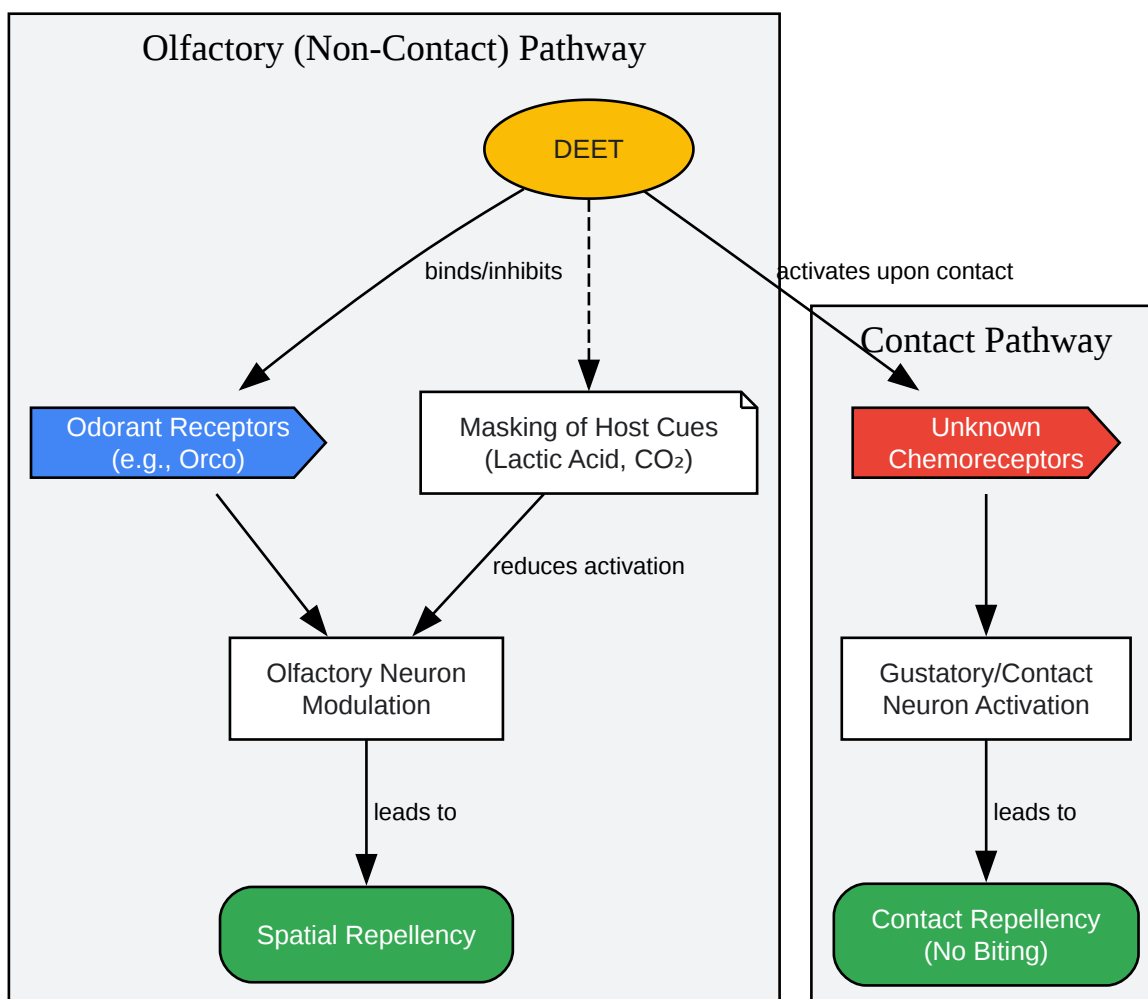 Olfactory (Non-Contact) Pathway
DEET
binds/inhibits
activates upon contact
Contact Pathway
Odorant Receptors
(e.g., Orco)
Masking of Host Cues
(Lactic Acid, CO₂)
Unknown
Chemoreceptors
reduces activation
Olfactory Neuron
Modulation
Gustatory/Contact
Neuron Activation
leads to
leads to
Spatial Repellency
Contact Repellency
(No Biting)